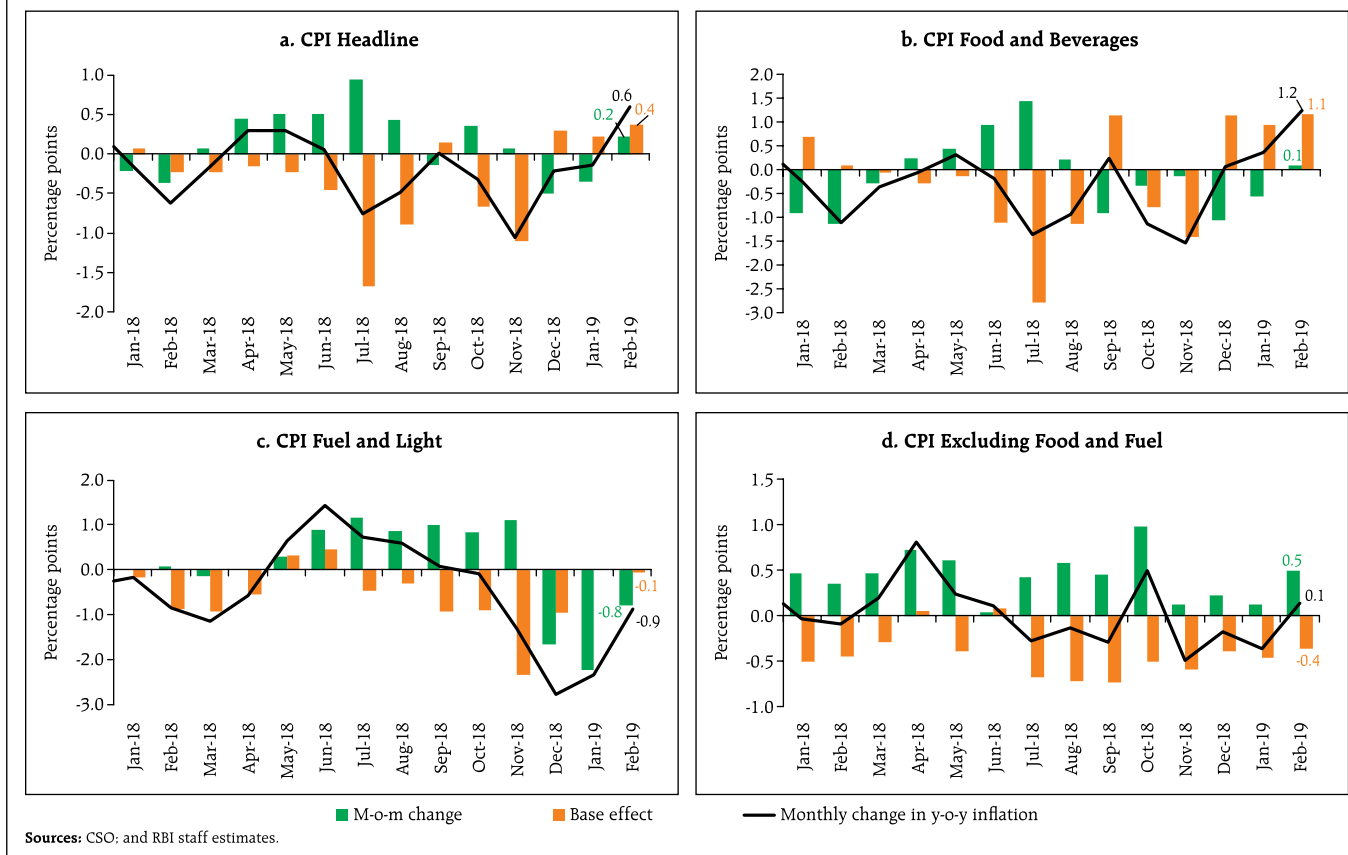 a. CPI Headline
Percentage points
1.0
0.5
0.0
-0.5
-1.0
-1.5
-2.0
0.6
0.2
0.4
Jan-18
Feb-18
Mar-18
Apr-18
May-18
Jun-18
Jul-18
Aug-18
Sep-18
Oct-18
Nov-18
Dec-18
Jan-19
Feb-19
b. CPI Food and Beverages
Percentage points
2.0
1.5
1.0
0.5
0.0
-0.5
-1.0
-1.5
-2.0
-2.5
-3.0
1.2
1.1
0.1
Jan-18
Feb-18
Mar-18
Apr-18
May-18
Jun-18
Jul-18
Aug-18
Sep-18
Oct-18
Nov-18
Dec-18
Jan-19
Feb-19
c. CPI Fuel and Light
Percentage points
2.0
1.0
0.0
-1.0
-2.0
-3.0
-0.1
-0.8
-0.9
Jan-18
Feb-18
Mar-18
Apr-18
May-18
Jun-18
Jul-18
Aug-18
Sep-18
Oct-18
Nov-18
Dec-18
Jan-19
Feb-19
d. CPI Excluding Food and Fuel
Percentage points
1.5
1.0
0.5
0.0
-0.5
-1.0
0.5
0.1
-0.4
Jan-18
Feb-18
Mar-18
Apr-18
May-18
Jun-18
Jul-18
Aug-18
Sep-18
Oct-18
Nov-18
Dec-18
Jan-19
Feb-19
M-o-m change
Base effect
Monthly change in y-o-y inflation
Sources: CSO; and RBI staff estimates.